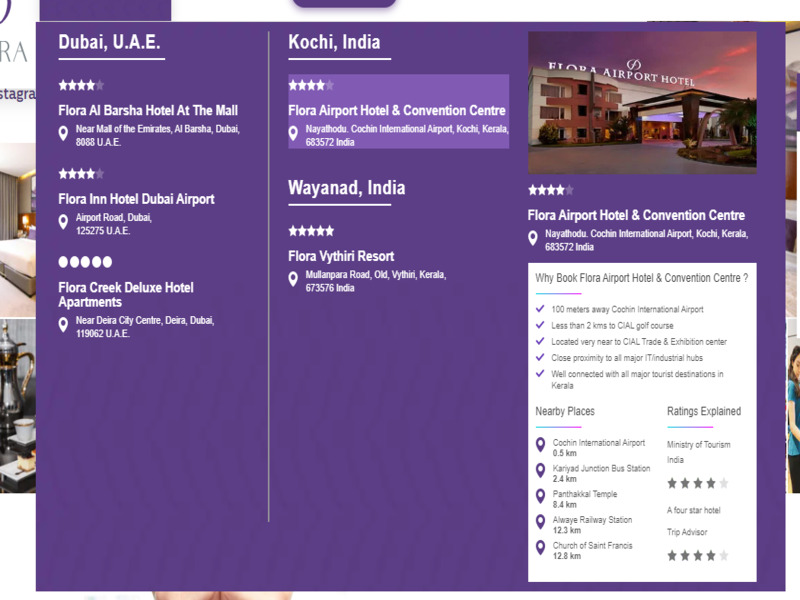 RA
stagra
Dubai, U.A.E.
Flora Al Barsha Hotel At The Mall
Near Mall of the Emirates, Al Barsha, Dubai,
8088 U.A.E.
Flora Inn Hotel Dubai Airport
Airport Road, Dubai,
125275 U.A.E.
Flora Creek Deluxe Hotel
Apartments
Near Deira City Centre, Deira, Dubai,
119062 U.A.E.
Kochi, India
Flora Airport Hotel & Convention Centre
Nayathodu. Cochin International Airport, Kochi, Kerala,
683572 India
Wayanad, India
Flora Vythiri Resort
Mullanpara Road, Old, Vythiri, Kerala,
673576 India
FLORA AIRPORT HOTEL
Flora Airport Hotel & Convention Centre
Nayathodu. Cochin International Airport, Kochi, Kerala,
683572 India
Why Book Flora Airport Hotel & Convention Centre ?
100 meters away Cochin International Airport
Less than 2 kms to CIAL golf course
Located very near to CIAL Trade & Exhibition center
Close proximity to all major IT/industrial hubs
Well connected with all major tourist destinations in
Kerala
Nearby Places
Cochin International Airport
0.5 km
Kariyad Junction Bus Station
2.4 km
Panthakkal Temple
8.4 km
Alwaye Railway Station
12.3 km
Church of Saint Francis
12.8 km
Ratings Explained
Ministry of Tourism
India
A four star hotel
Trip Advisor